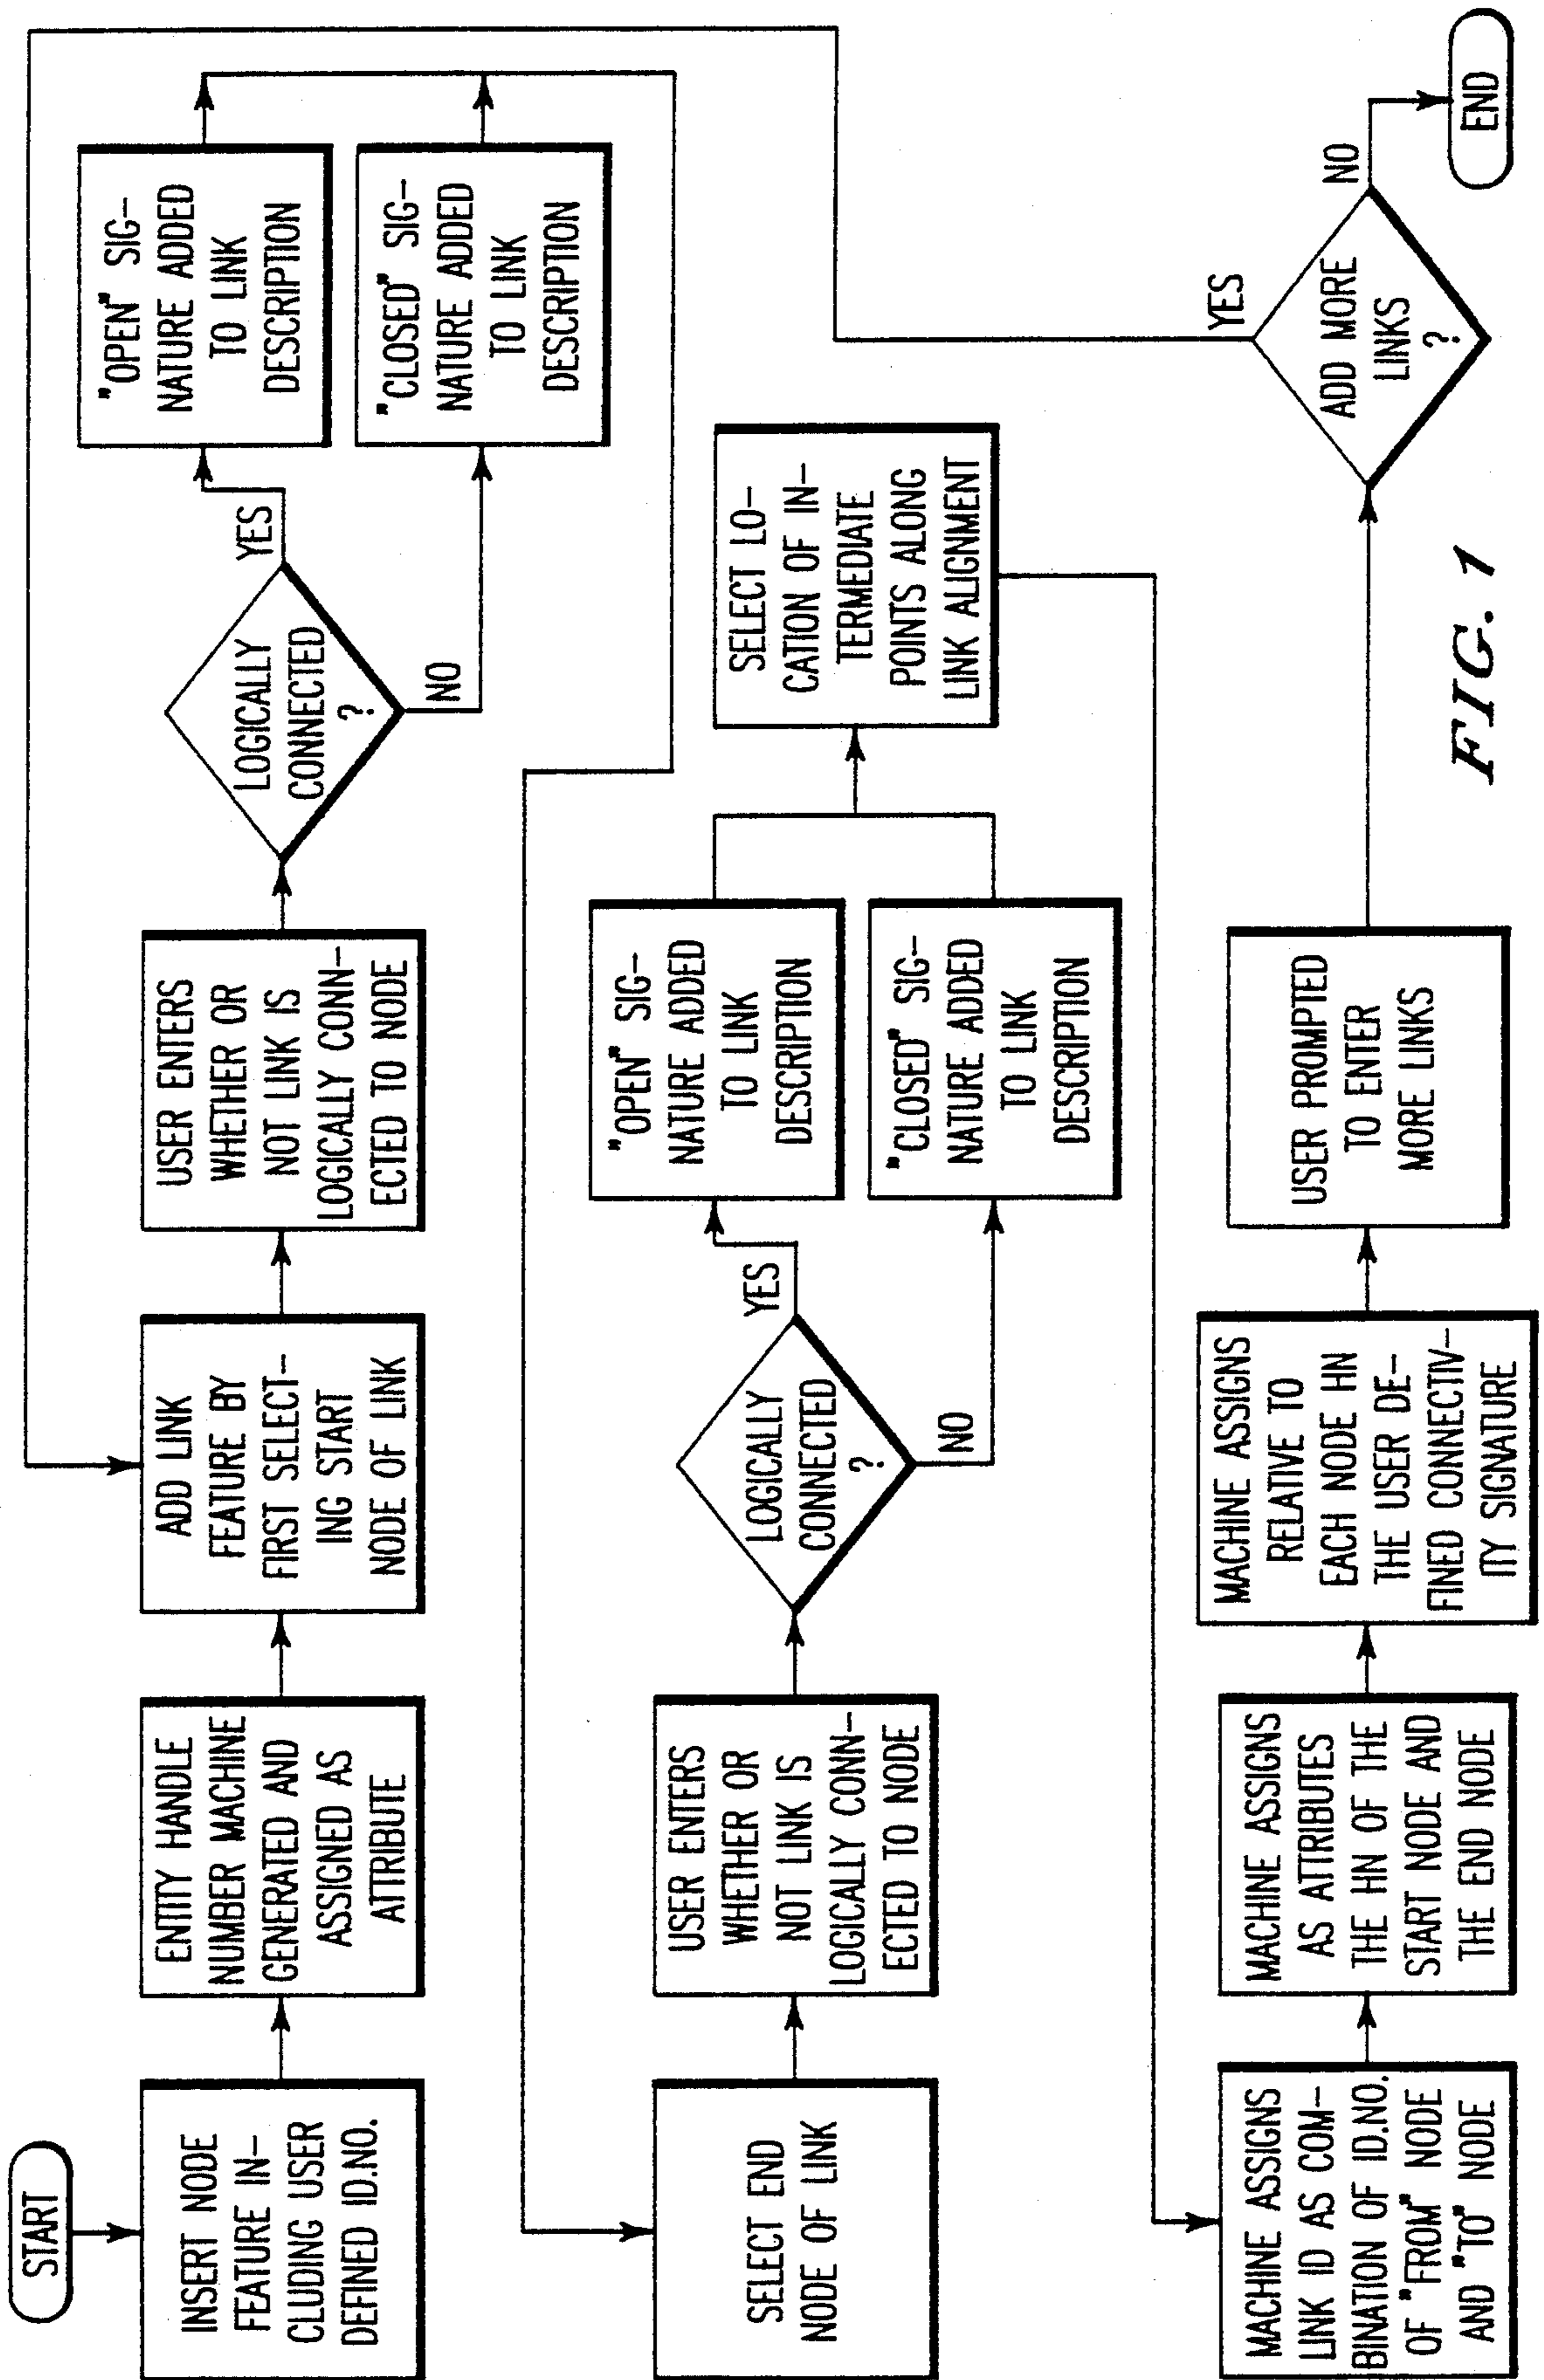 START
INSERT NODE
FEATURE IN-
CLUDING USER
DEFINED ID.NO.
ENTITY HANDLE
NUMBER MACHINE
GENERATED AND
ASSIGNED AS
ATTRIBUTE
ADD LINK
FEATURE BY
FIRST SELECT-
ING START
NODE OF LINK
USER ENTERS
WHETHER OR
NOT LINK IS
LOGICALLY CONN-
ECTED TO NODE
LOGICALLY
CONNECTED
?
YES
NO
"OPEN" SIG-
NATURE ADDED
TO LINK
DESCRIPTION
"CLOSED" SIG-
NATURE ADDED
TO LINK
DESCRIPTION
SELECT END
NODE OF LINK
USER ENTERS
WHETHER OR
NOT LINK IS
LOGICALLY CONN-
ECTED TO NODE
LOGICALLY
CONNECTED
?
YES
NO
"OPEN" SIG-
NATURE ADDED
TO LINK
DESCRIPTION
"CLOSED" SIG-
NATURE ADDED
TO LINK
DESCRIPTION
SELECT LO-
CATION OF IN-
TERMEDIATE
POINTS ALONG
LINK ALIGNMENT
MACHINE ASSIGNS
LINK ID AS COM-
BINATION OF ID.NO.
OF "FROM" NODE
AND "TO" NODE
MACHINE ASSIGNS
AS ATTRIBUTES
THE HN OF THE
START NODE AND
THE END NODE
MACHINE ASSIGNS
RELATIVE TO
EACH NODE HN
THE USER DE-
FINED CONNECTIV-
ITY SIGNATURE
USER PROMPTED
TO ENTER
MORE LINKS
ADD MORE
LINKS
?
YES
NO
END
FIG. 1